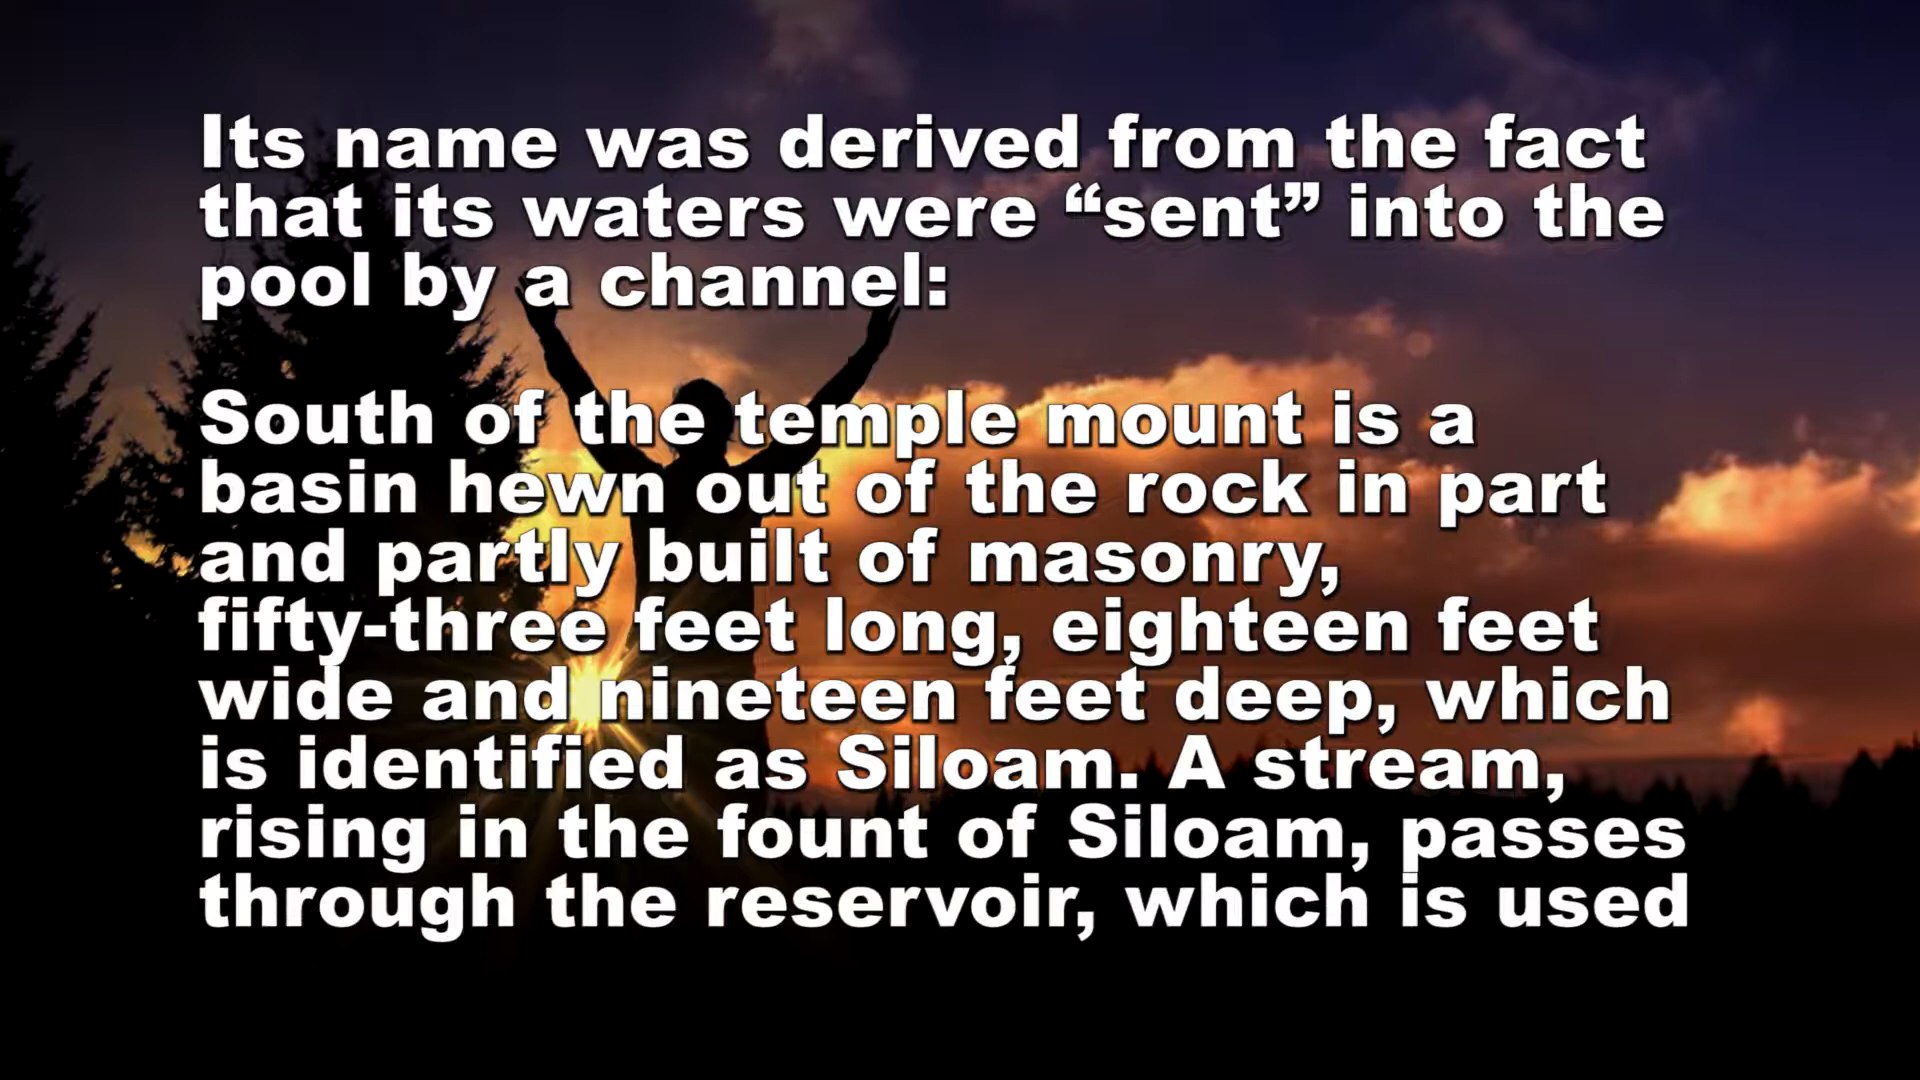 Its name was derived from the fact
that its waters were “sent” into the
pool by a channel:
South of the temple mount is a
basin hewn out of the rock in part
and partly built of masonry,
fifty-three feet long, eighteen feet
wide and nineteen feet deep, which
is identified as Siloam. A stream,
rising in the fount of Siloam, passes
through the reservoir, which is used